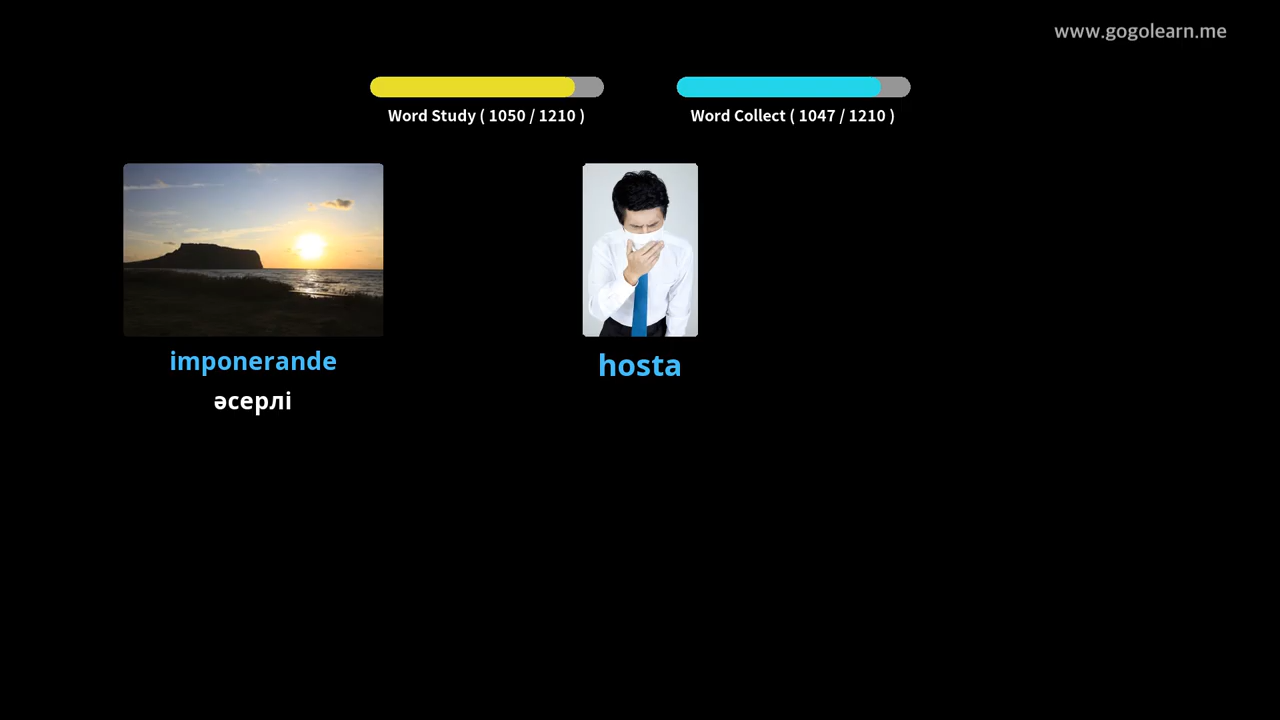 www.gogolearn.me
Word Study ( 1050 / 1210 )
Word Collect ( 1047 / 1210 )
imponerande
әсерлі
hosta